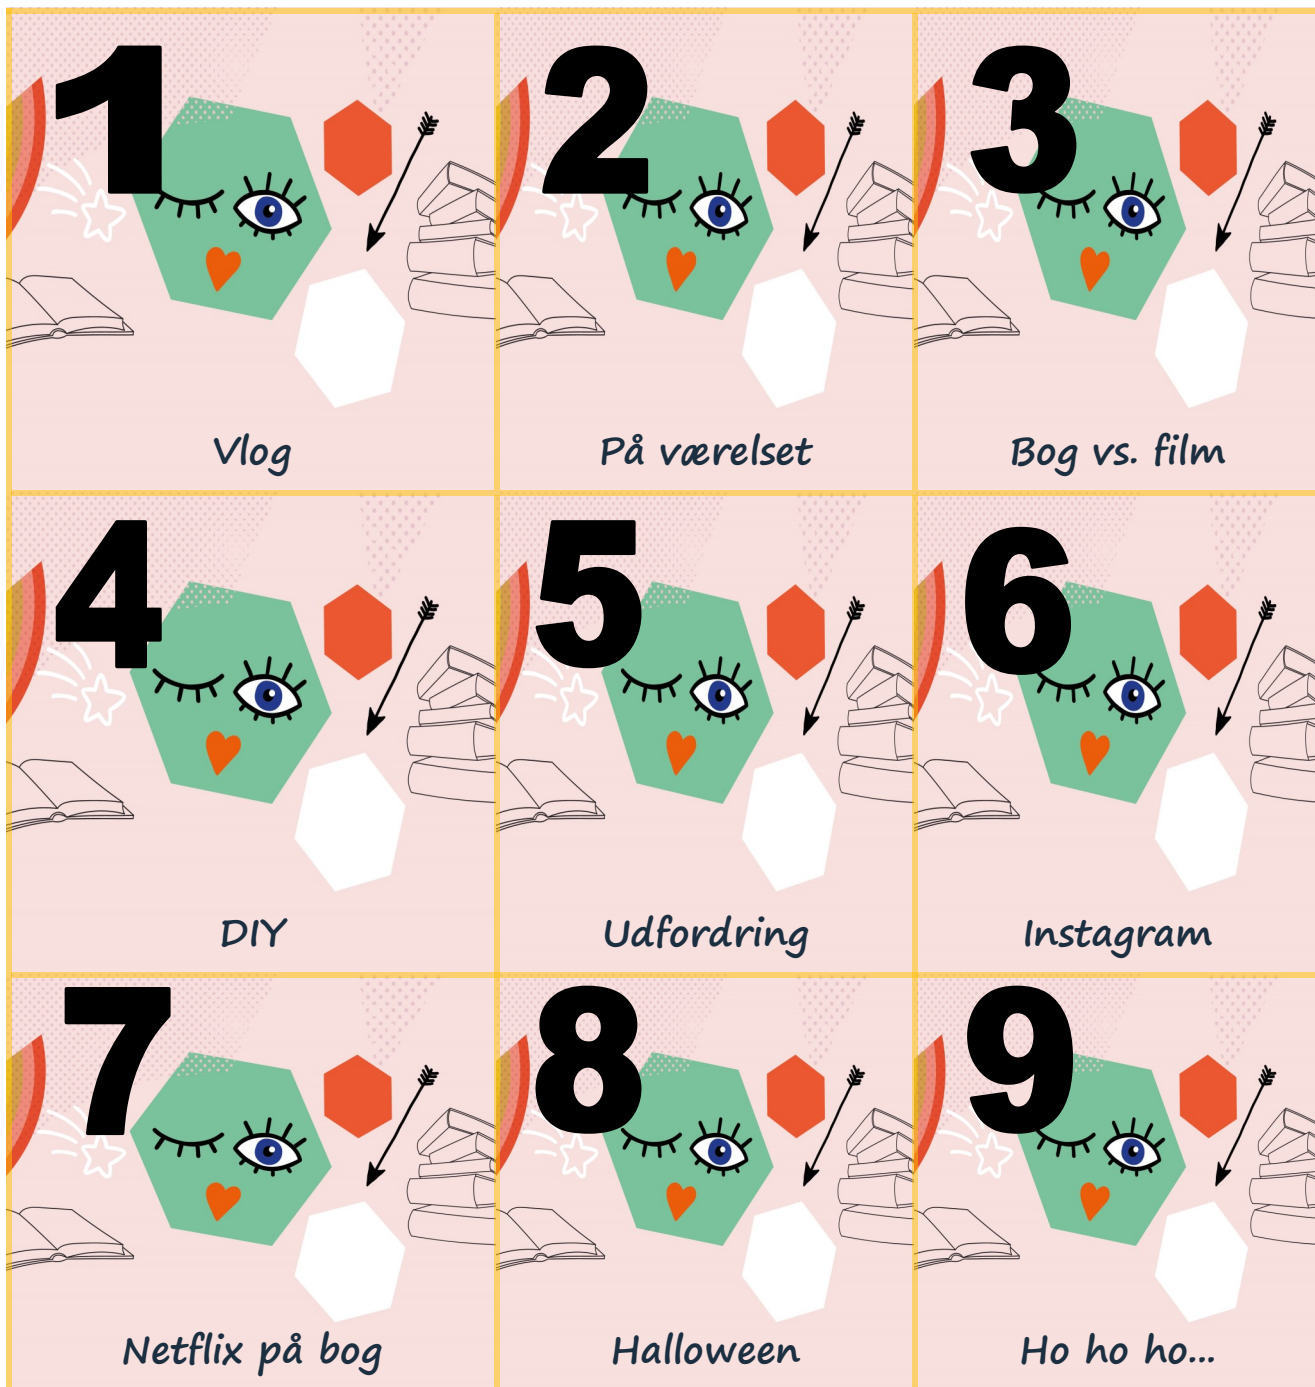 1
Vlog
2
På værelset
3
Bog vs. film
4
DIY
5
Udfordring
6
Instagram
7
Netflix på bog
8
Halloween
9
Ho ho ho...